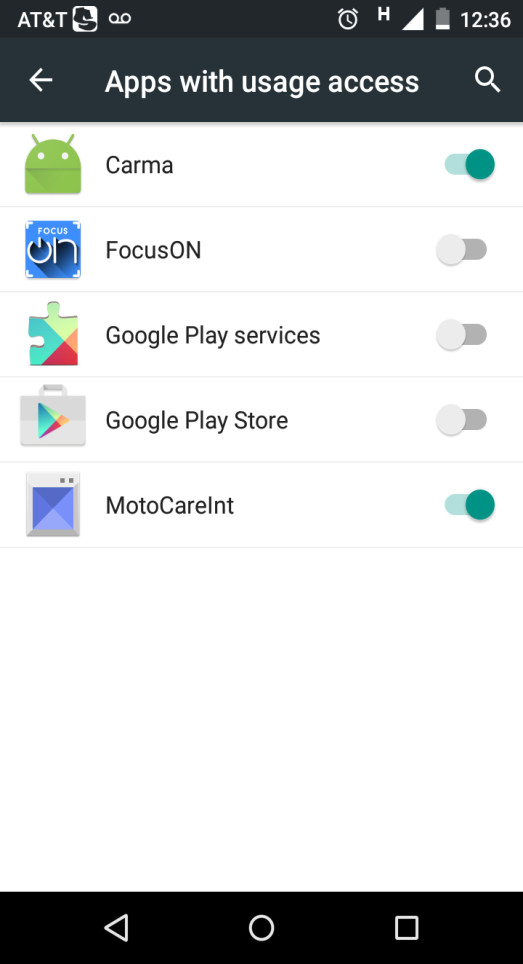 AT&T H 12:36
Apps with usage access
Carma
FOCUS
On
FocusON
Google Play services
Google Play Store
MotoCareInt